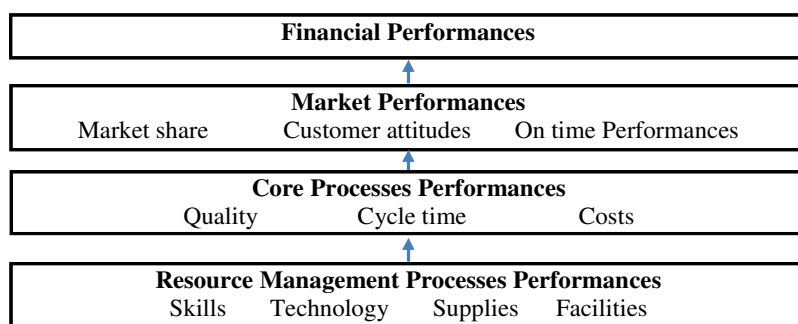 Financial Performances
Market Performances
Market share Customer attitudes On time Performances
Core Processes Performances
Quality Cycle time Costs
Resource Management Processes Performances
Skills Technology Supplies Facilities